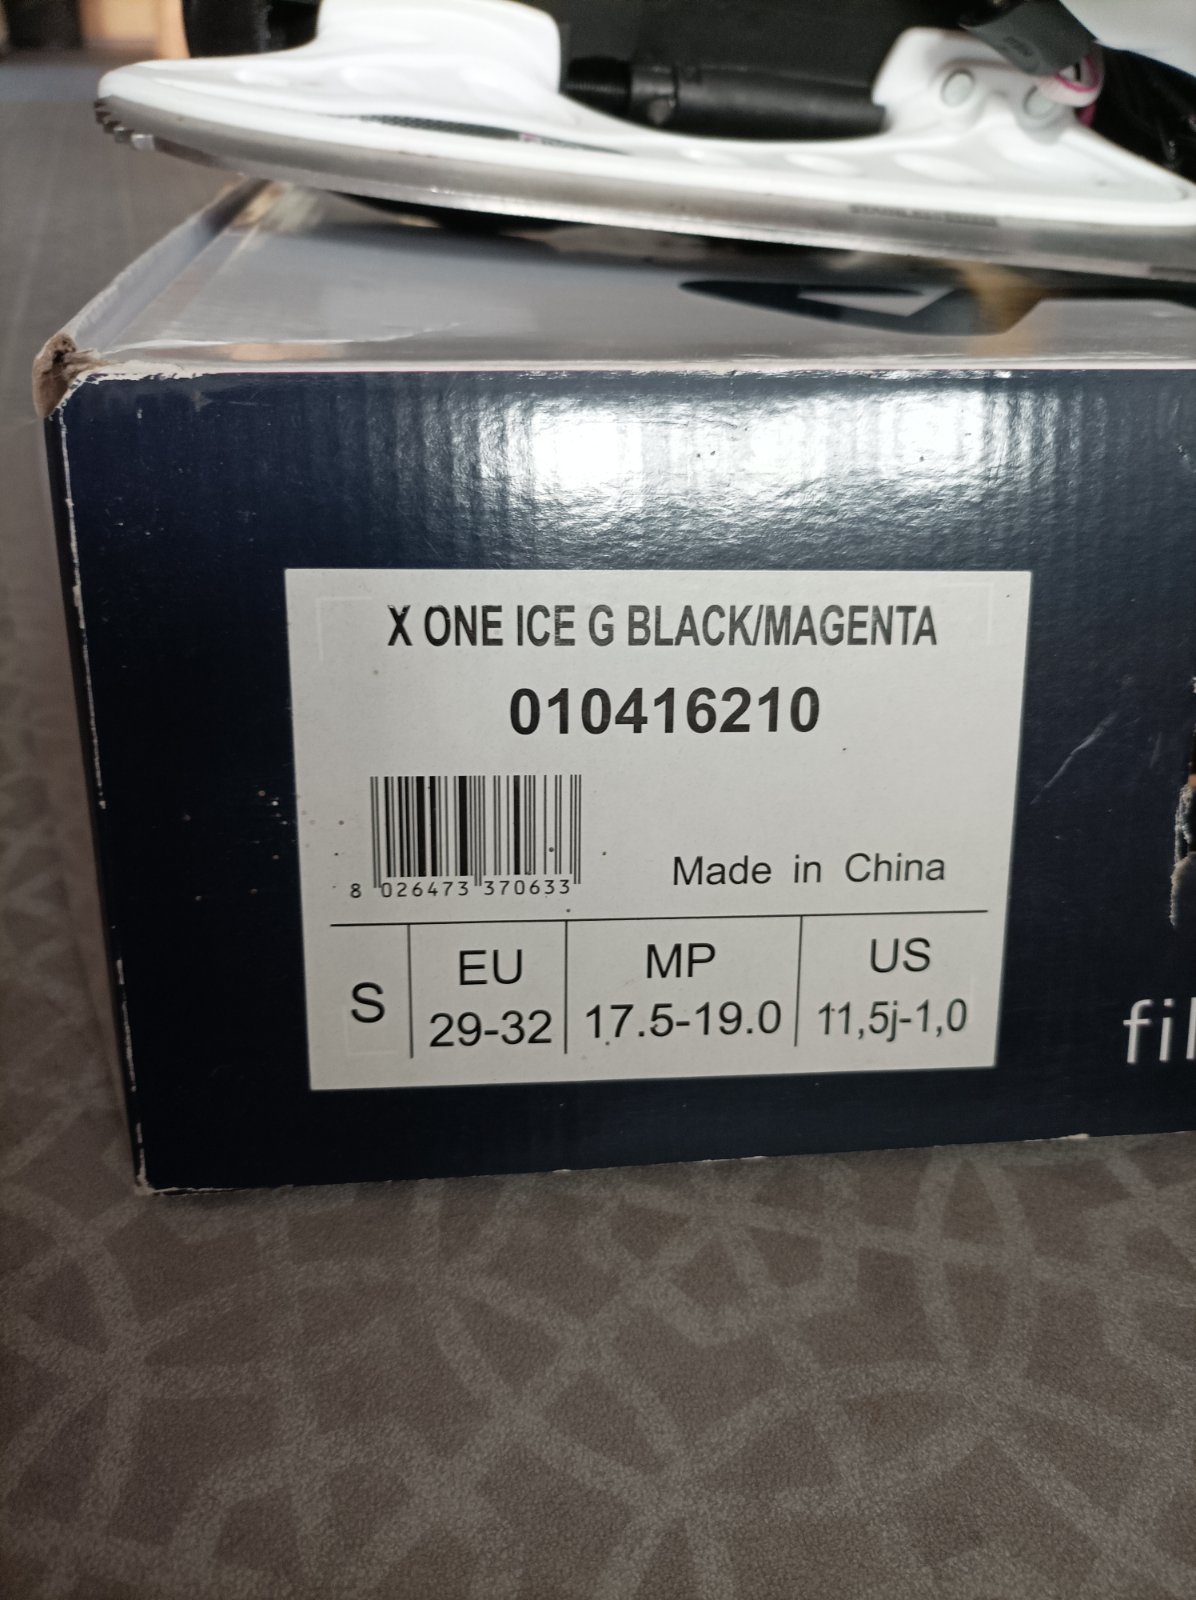 X ONE ICE G BLACK/MAGENTA
010416210
8 026473 370633
Made in China
S
EU
29-32
MP
17.5-19.0
US
11,5j-1,0
fil